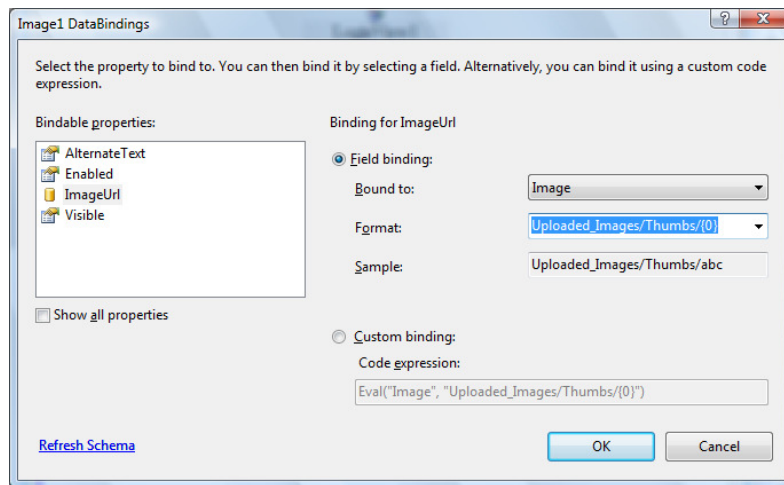 Image1 DataBindings
Select the property to bind to. You can then bind it by selecting a field. Alternatively, you can bind it using a custom code
expression.
Bindable properties:
AlternateText
Enabled
ImageUrl
Visible
Show all properties
Binding for ImageUrl
Field binding:
Bound to: Image
Format: Uploaded_Images/Thumbs/{0}
Sample: Uploaded_Images/Thumbs/abc
Custom binding:
Code expression:
Eval("Image", "Uploaded_Images/Thumbs/{0}")
Refresh Schema
OK Cancel